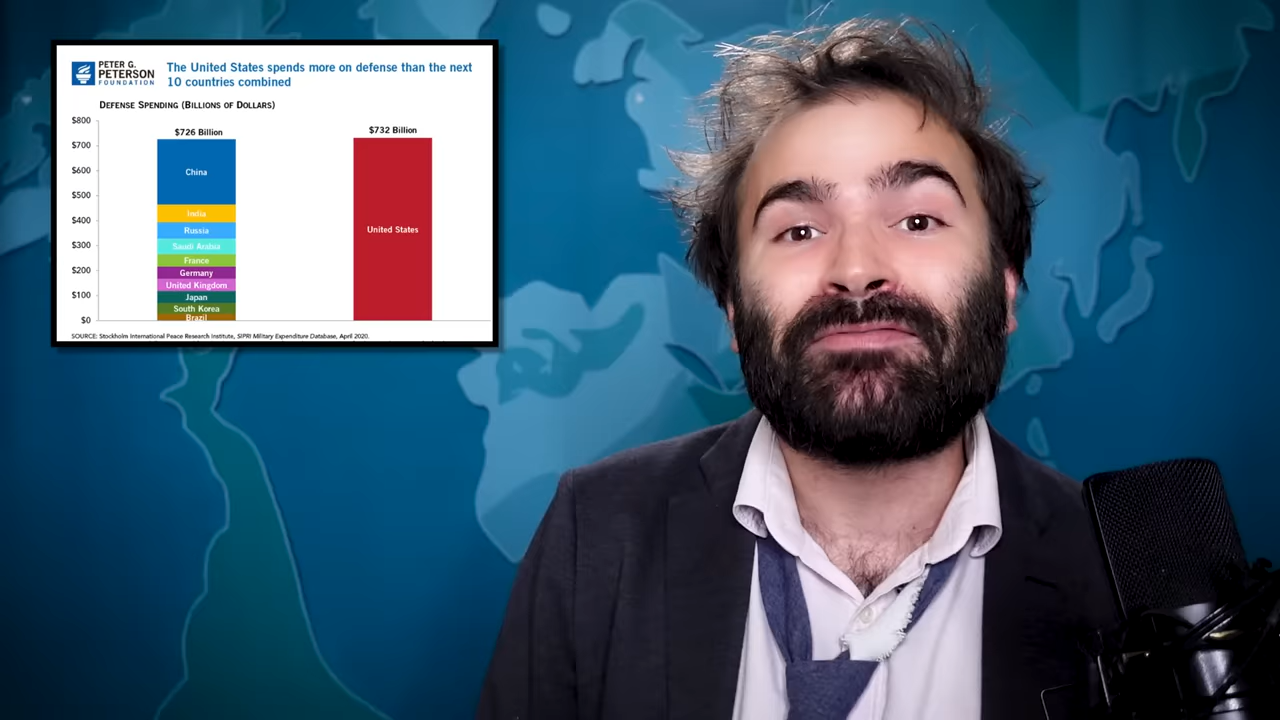 PETER G.
PETERSON
FOUNDATION
The United States spends more on defense than the next
10 countries combined
DEFENSE SPENDING (BILLIONS OF DOLLARS)
$800
$700
$600
$500
$400
$300
$200
$100
$0
$726 Billion
China
India
Russia
Saudi Arabia
France
Germany
United Kingdom
Japan
South Korea
Brazil
$732 Billion
United States
SOURCE: Stockholm International Peace Research Institute, SIPRI Military Expenditure Database, April 2020.